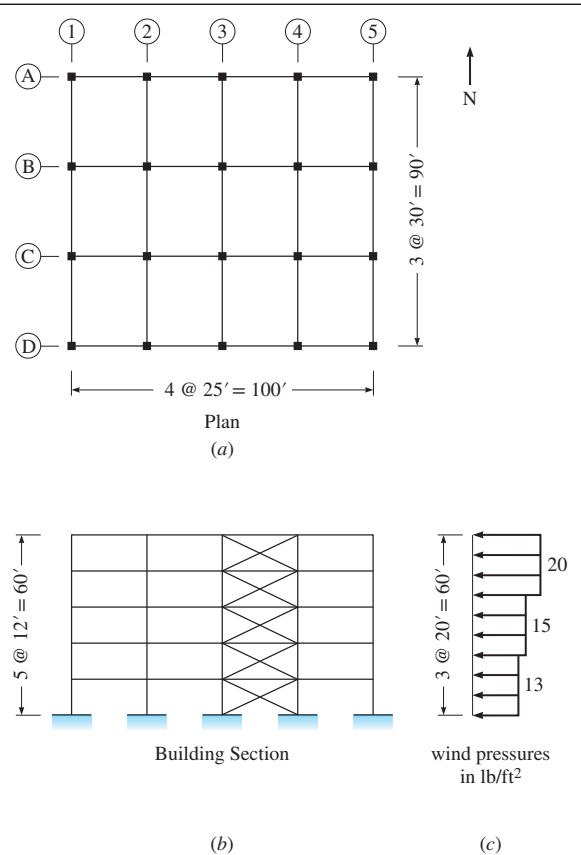 1 2 3 4 5
A
N
B
3 @ 30′ = 90′
C
D
4 @ 25′ = 100′
Plan
(a)
5 @ 12′ = 60′
Building Section
(b)
3 @ 20′ = 60′
20
15
13
wind pressures
in lb/ft²
(c)